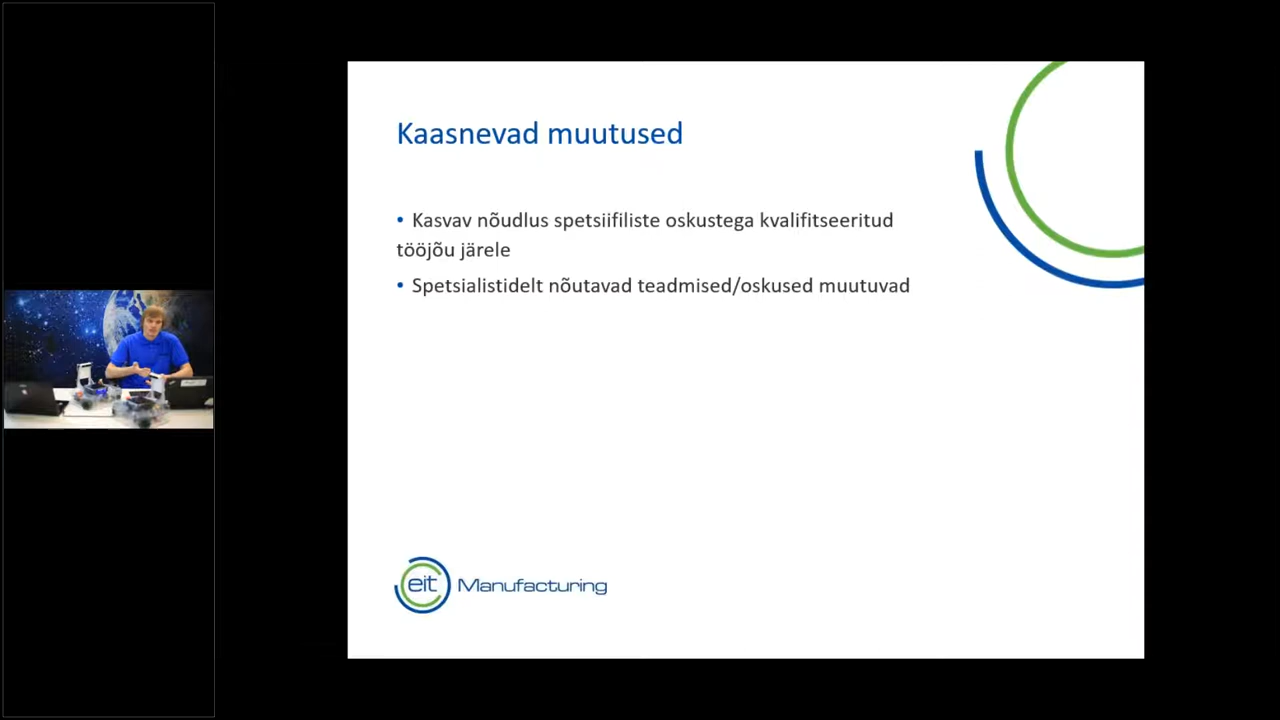 Kaasnevad muutused
• Kasvav nõudlus spetsiifiliste oskustega kvalifitseeritud
tööjõu järele
• Spetsialistidelt nõutavad teadmised/oskused muutuvad
eit Manufacturing